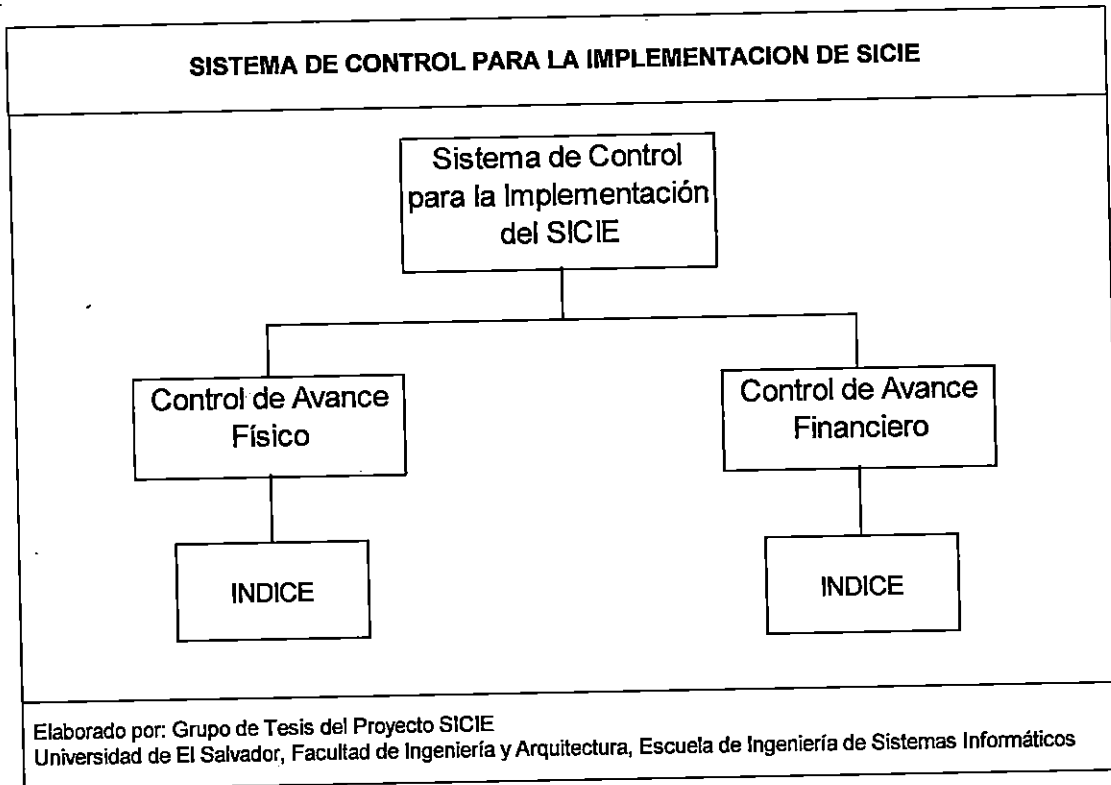 SISTEMA DE CONTROL PARA LA IMPLEMENTACION DE SICIE
Sistema de Control
para la Implementación
del SICIE
Control de Avance
Físico
Control de Avance
Financiero
INDICE
INDICE
Elaborado por: Grupo de Tesis del Proyecto SICIE
Universidad de El Salvador, Facultad de Ingeniería y Arquitectura, Escuela de Ingeniería de Sistemas Informáticos